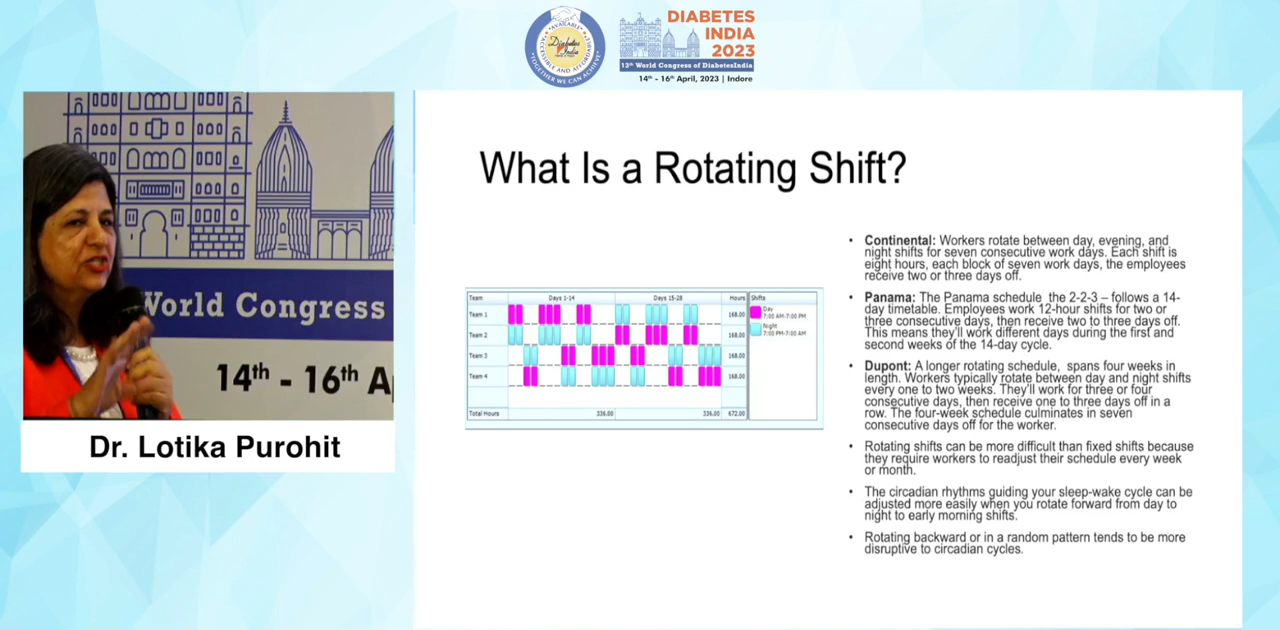 AVAILABLE
ACCESSIBLE AND AFFORDABLE
Diabetes
India
TOGETHER WE CAN ACHIEVE
DIABETES
INDIA
2023
12th World Congress of DiabetesIndia
14th - 16th April, 2023 | Indore
World Congress
14th - 16th A
Dr. Lotika Purohit
What Is a Rotating Shift?
Team Days 1-14 Days 15-28 Hours Shifts
Team 1 168.00
Team 2 168.00
Team 3 168.00
Team 4 168.00
Total Hours 336.00 336.00 672.00
Day
7:00 AM-7:00 PM
Night
7:00 PM-7:00 AM
• Continental: Workers rotate between day, evening, and
night shifts for seven consecutive work days. Each shift is
eight hours, each block of seven work days, the employees
receive two or three days off.
• Panama: The Panama schedule the 2-2-3 – follows a 14-
day timetable. Employees work 12-hour shifts for two or
three consecutive days, then receive two to three days off.
This means they'll work different days during the first and
second weeks of the 14-day cycle.
• Dupont: A longer rotating schedule, spans four weeks in
length. Workers typically rotate between day and night shifts
every one to two weeks. They'll work for three or four
consecutive days, then receive one to three days off in a
row. The four-week schedule culminates in seven
consecutive days off for the worker.
• Rotating shifts can be more difficult than fixed shifts because
they require workers to readjust their schedule every week
or month.
• The circadian rhythms guiding your sleep-wake cycle can be
adjusted more easily when you rotate forward from day to
night to early morning shifts.
• Rotating backward or in a random pattern tends to be more
disruptive to circadian cycles.